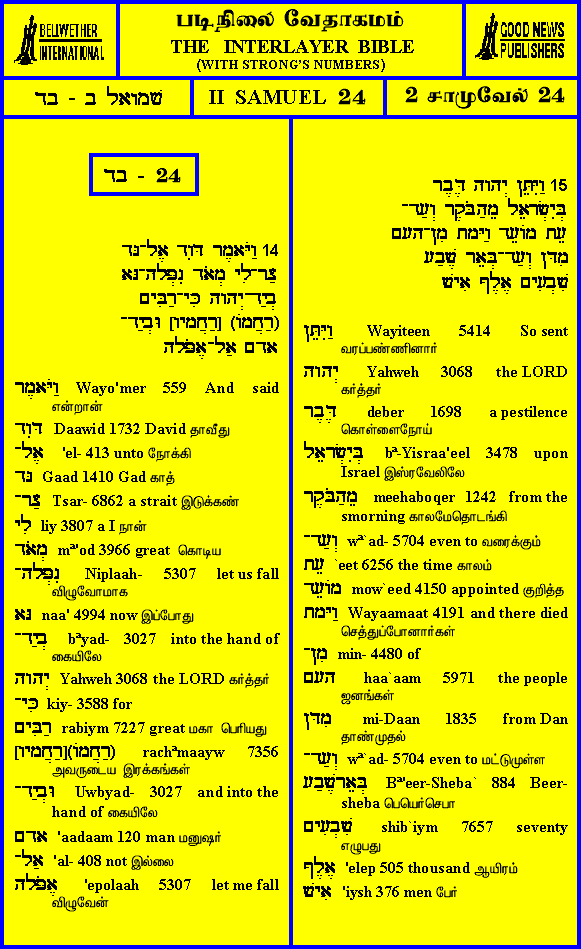 BELLWETHER
INTERNATIONAL
படிநிலை வேதாகமம்
THE INTERLAYER BIBLE
(WITH STRONG'S NUMBERS)
GOOD NEWS
PUBLISHERS
שמואל ב - בד
II SAMUEL 24
2 சாமுவேல் 24
בד - 24
14 וַיֹּאמֶר דָּוִד אֶל־גָּד
צַר־לִי מְאֹד נִפְּלָה־נָּא
בְיַד־יְהוָה כִּי־רַבִּים
(רַחֲמוֹ) [רַחֲמָיו] וּבְיַד־
אָדָם אַל־אֶפֹּלָה
וַיֹּאמֶר Wayo'mer 559 And said
என்றான்
דָּוִד Daawid 1732 David தாவீது
אֶל־ 'el- 413 unto நோக்கி
גָּד Gaad 1410 Gad காத்
צַר־ Tsar- 6862 a strait இடுக்கண்
לִי liy 3807 a I நான்
מְאֹד mª'od 3966 great கொடிய
נִפְּלָה־ Niplaah- 5307 let us fall
விழுவோமாக
נָּא naa' 4994 now இப்போது
בְיַד־ bªyad- 3027 into the hand of
கையிலே
יְהוָה Yahweh 3068 the LORD கர்த்தர்
כִּי־ kiy- 3588 for
רַבִּים rabiym 7227 great மகா பெரியது
(רַחֲמוֹ)[רַחֲמָיו] rachªmaayw 7356
அவருடைய இரக்கங்கள்
וּבְיַד־ Uwbyad- 3027 and into the
hand of கையிலே
אָדָם 'aadaam 120 man மனுஷர்
אַל־ 'al- 408 not இல்லை
אֶפֹּלָה 'epolaah 5307 let me fall
விழுவேன்
15 וַיִּתֵּן יְהוָה דֶּבֶר
בְּיִשְׂרָאֵל מֵהַבֹּקֶר וְעַד־
עֵת מוֹעֵד וַיָּמָת מִן־הָעָם
מִדָּן וְעַד־בְּאֵר שֶׁבַע
שִׁבְעִים אֶלֶף אִישׁ
וַיִּתֵּן Wayiteen 5414 So sent
வரப்பண்ணினார்
יְהוָה Yahweh 3068 the LORD
கர்த்தர்
דֶּבֶר deber 1698 a pestilence
கொள்ளைநோய்
בְּיִשְׂרָאֵל bª-Yisraa'eel 3478 upon
Israel இஸ்ரவேலிலே
מֵהַבֹּקֶר meehaboqer 1242 from the
smorning காலமேதொடங்கி
וְעַד־ wª`ad- 5704 even to வரைக்கும்
עֵת `eet 6256 the time காலம்
מוֹעֵד mow`eed 4150 appointed குறித்த
וַיָּמָת Wayaamaat 4191 and there died
செத்துப்போனார்கள்
מִן־ min- 4480 of
הָעָם haa`aam 5971 the people
ஜனங்கள்
מִדָּן mi-Daan 1835 from Dan
தாண்முதல்
וְעַד־ wª`ad- 5704 even to மட்டுமுள்ள
בְּאֵר שֶׁבַע Bª'eer-Sheba` 884 Beer-
sheba பெயெர்செபா
שִׁבְעִים shib`iym 7657 seventy
எழுபது
אֶלֶף 'elep 505 thousand ஆயிரம்
אִישׁ 'iysh 376 men பேர்